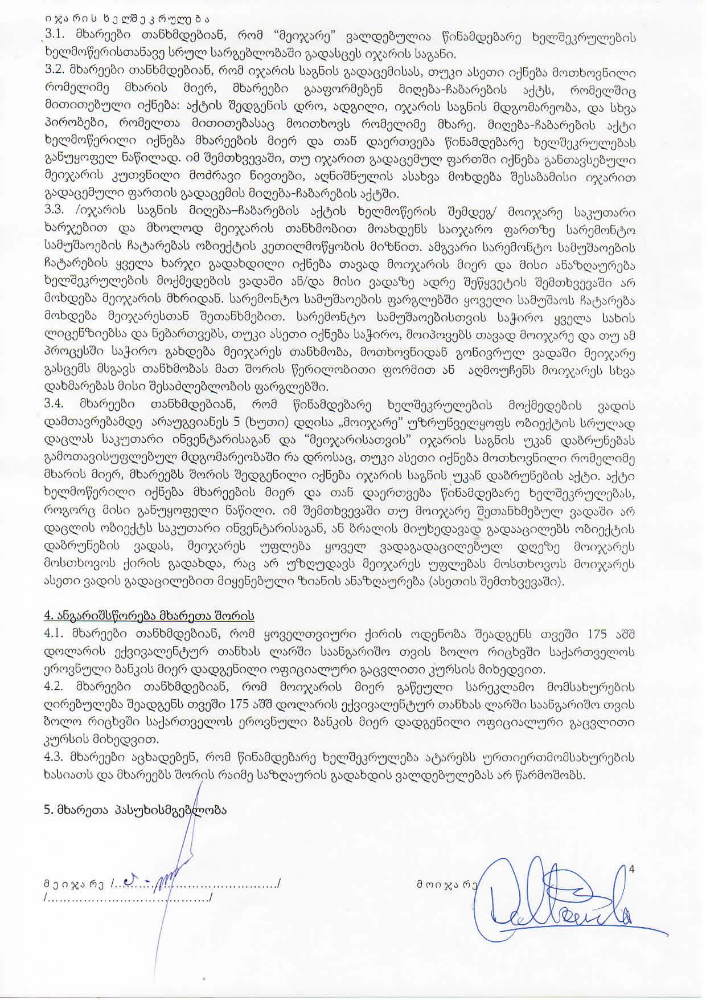 ი ჯ ა რ ი ს ხ ე ლ შ ე კ რ უ ლ ე ბ ა
3.1. მხარეები თანხმდებიან, რომ “მეიჯარე” ვალდებულია წინამდებარე ხელშეკრულების
ხელმოწერისთანავე სრულ სარგებლობაში გადასცეს იჯარის საგანი.
3.2. მხარეები თანხმდებიან, რომ იჯარის საგნის გადაცემისას, თუკი ასეთი იქნება მოთხოვნილი
რომელიმე მხარის მიერ, მხარეები გააფორმებენ მიღება-ჩაბარების აქტს, რომელშიც
მითითებული იქნება: აქტის შედგენის დრო, ადგილი, იჯარის საგნის მდგომარეობა, და სხვა
პირობები, რომელთა მითითებასაც მოითხოვს რომელიმე მხარე. მიღება-ჩაბარების აქტი
ხელმოწერილი იქნება მხარეების მიერ და თან დაერთვება წინამდებარე ხელშეკრულებას
განუყოფელ ნაწილად. იმ შემთხვევაში, თუ იჯარით გადაცემულ ფართში იქნება განთავსებული
მეიჯარის კუთვნილი მოძრავი ნივთები, აღნიშნულის ასახვა მოხდება შესაბამისი იჯარით
გადაცემული ფართის გადაცემის მიღება-ჩაბარების აქტში.
3.3. /იჯარის საგნის მიღება–ჩაბარების აქტის ხელმოწერის შემდეგ/ მოიჯარე საკუთარი
ხარჯებით და მხოლოდ მეიჯარის თანხმობით მოახდენს საიჯარო ფართზე სარემონტო
სამუშაოების ჩატარებას ობიექტის კეთილმოწყობის მიზნით. ამგვარი სარემონტო სამუშაოების
ჩატარების ყველა ხარჯი გადახდილი იქნება თავად მოიჯარის მიერ და მისი ანაზღაურება
ხელშეკრულების მოქმედების ვადაში ან/და მისი ვადაზე ადრე შეწყვეტის შემთხვევაში არ
მოხდება მეიჯარის მხრიდან. სარემონტო სამუშაოების ფარგლებში ყოველი სამუშაოს ჩატარება
მოხდება მეიჯარესთან შეთანხმებით. სარემონტო სამუშაოებისთვის საჭირო ყველა სახის
ლიცენზიებსა და ნებართვებს, თუკი ასეთი იქნება საჭირო, მოიპოვებს თავად მოიჯარე და თუ ამ
პროცესში საჭირო გახდება მეიჯარეს თანხმობა, მოთხოვნიდან გონივრულ ვადაში მეიჯარე
გასცემს მსგავს თანხმობას მათ შორის წერილობითი ფორმით ან აღმოუჩენს მოიჯარეს სხვა
დახმარებას მისი შესაძლებლობის ფარგლებში.
3.4. მხარეები თანხმდებიან, რომ წინამდებარე ხელშეკრულების მოქმედების ვადის
დამთავრებამდე არაუგვიანეს 5 (ხუთი) დღისა „მოიჯარე” უზრუნველყოფს ობიექტის სრულად
დაცლას საკუთარი ინვენტარისაგან და “მეიჯარისათვის” იჯარის საგნის უკან დაბრუნებას
გამოთავისუფლებულ მდგომარეობაში რა დროსაც, თუკი ასეთი იქნება მოთხოვნილი რომელიმე
მხარის მიერ, მხარეებს შორის შედგენილი იქნება იჯარის საგნის უკან დაბრუნების აქტი. აქტი
ხელმოწერილი იქნება მხარეების მიერ და თან დაერთვება წინამდებარე ხელშეკრულებას,
როგორც მისი განუყოფელი ნაწილი. იმ შემთხვევაში თუ მოიჯარე შეთანხმებულ ვადაში არ
დაცლის ობიექტს საკუთარი ინვენტარისაგან, ან ბრალის მიუხედავად გადააცილებს ობიექტის
დაბრუნების ვადას, მეიჯარეს უფლება ყოველ ვადაგადაცილებულ დღეზე მოიჯარეს
მოსთხოვოს ქირის გადახდა, რაც არ უზღუდავს მეიჯარეს უფლებას მოსთხოვოს მოიჯარეს
ასეთი ვადის გადაცილებით მიყენებული ზიანის ანაზღაურება (ასეთის შემთხვევაში).
4. ანგარიშსწორება მხარეთა შორის
4.1. მხარეები თანხმდებიან, რომ ყოველთვიური ქირის ოდენობა შეადგენს თვეში 175 აშშ
დოლარის ექვივალენტურ თანხას ლარში საანგარიშო თვის ბოლო რიცხვში საქართველოს
ეროვნული ბანკის მიერ დადგენილი ოფიციალური გაცვლითი კურსის მიხედვით.
4.2. მხარეები თანხმდებიან, რომ მოიჯარის მიერ გაწეული სარეკლამო მომსახურების
ღირებულება შეადგენს თვეში 175 აშშ დოლარის ექვივალენტურ თანხას ლარში საანგარიშო თვის
ბოლო რიცხვში საქართველოს ეროვნული ბანკის მიერ დადგენილი ოფიციალური გაცვლითი
კურსის მიხედვით.
4.3. მხარეები აცხადებენ, რომ წინამდებარე ხელშეკრულება ატარებს ურთიერთმომსახურების
ხასიათს და მხარეებს შორის რაიმე საზღაურის გადახდის ვალდებულებას არ წარმოშობს.
5. მხარეთა პასუხისმგებლობა
4
მ ე ი ჯ ა რ ე /......................................../ მ ო ი ჯ ა რ ე
/......................................../